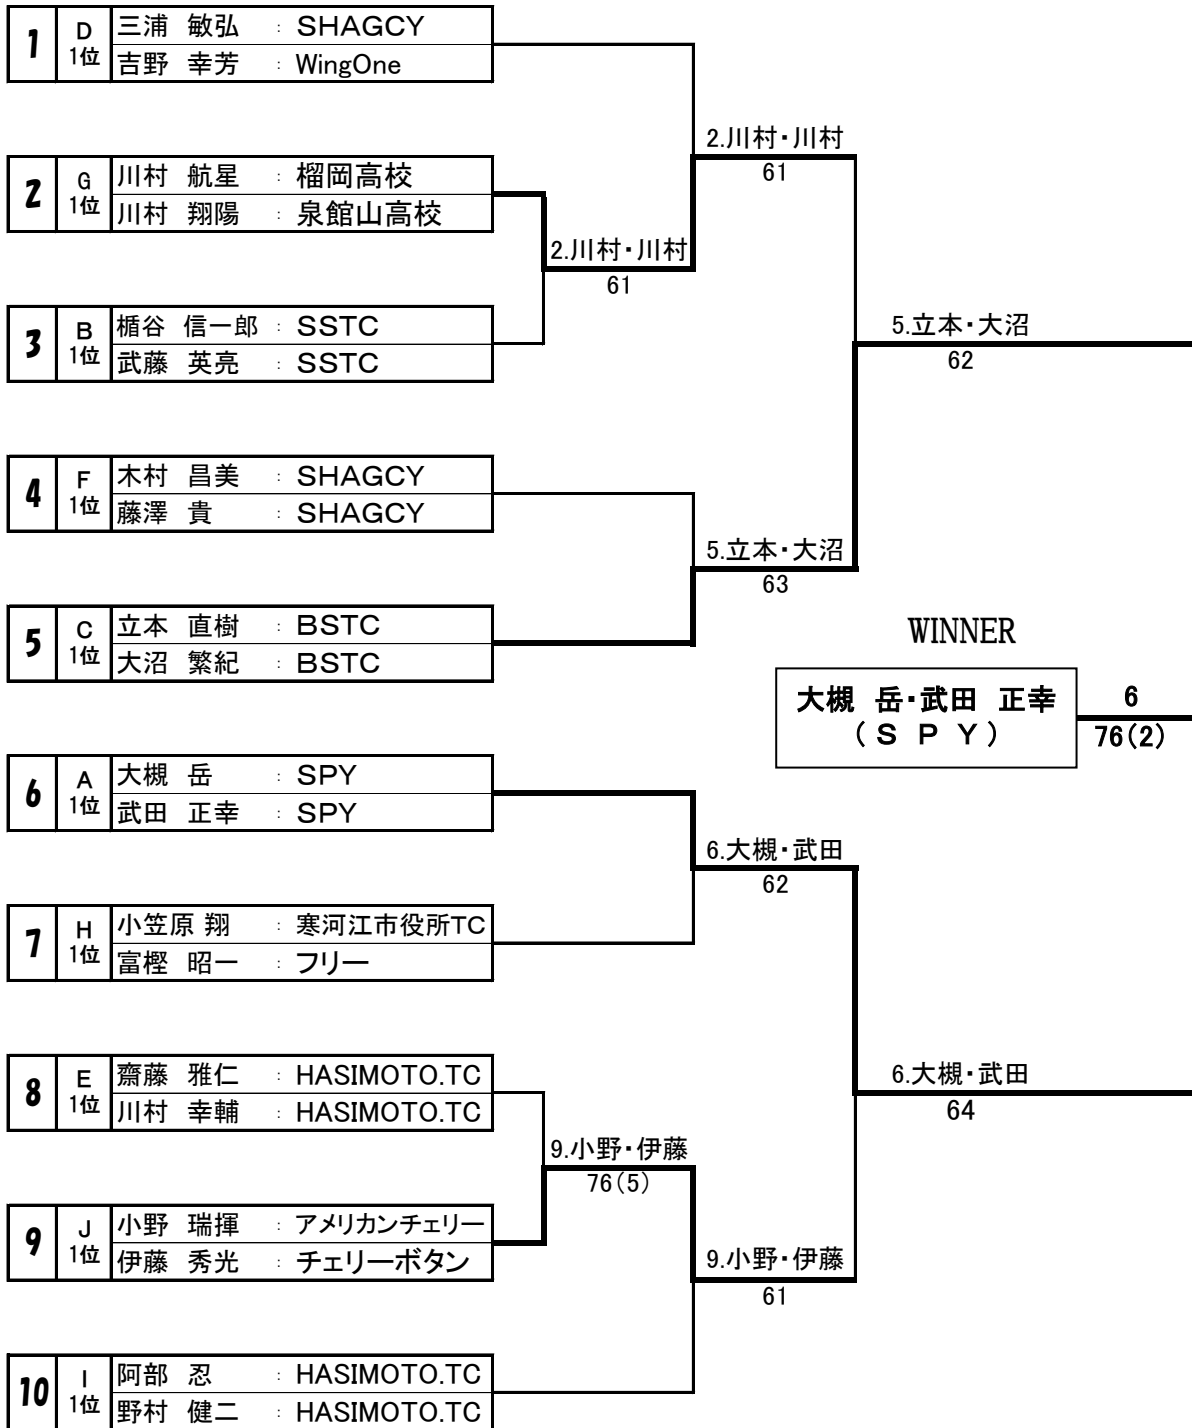 1 D 1位 三浦 敏弘 : SHAGCY
吉野 幸芳 : WingOne
2.川村・川村
61
2 G 1位 川村 航星 : 榴岡高校
川村 翔陽 : 泉館山高校
2.川村・川村
61
3 B 1位 楯谷 信一郎 : SSTC
武藤 英亮 : SSTC
5.立本・大沼
62
4 F 1位 木村 昌美 : SHAGCY
藤澤 貴 : SHAGCY
5.立本・大沼
63
5 C 1位 立本 直樹 : BSTC
大沼 繁紀 : BSTC
WINNER
大槻 岳・武田 正幸
(SPY)
6
76(2)
6 A 1位 大槻 岳 : SPY
武田 正幸 : SPY
6.大槻・武田
62
7 H 1位 小笠原 翔 : 寒河江市役所TC
富樫 昭一 : フリー
8 E 1位 齋藤 雅仁 : HASIMOTO.TC
川村 幸輔 : HASIMOTO.TC
6.大槻・武田
64
9.小野・伊藤
76(5)
9 J 1位 小野 瑞揮 : アメリカンチェリー
伊藤 秀光 : チェリーボタン
9.小野・伊藤
61
10 I 1位 阿部 忍 : HASIMOTO.TC
野村 健二 : HASIMOTO.TC